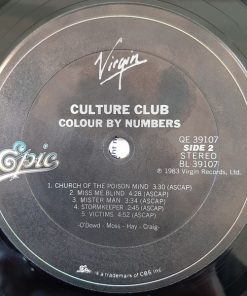 Virgin
CULTURE CLUB
COLOUR BY NUMBERS
Epic
QE 39107
SIDE 2
STEREO
BL 39107
℗ 1983 Virgin Records, Ltd.
1. CHURCH OF THE POISON MIND 3:30 (ASCAP)
2. MISS ME BLIND 4:28 (ASCAP)
3. MISTER MAN 3:34 (ASCAP)
4. STORMKEEPER 2:45 (ASCAP)
5. VICTIMS 4:52 (ASCAP)
-O'Dowd - Moss - Hay - Craig-
is a trademark of CBS Inc.